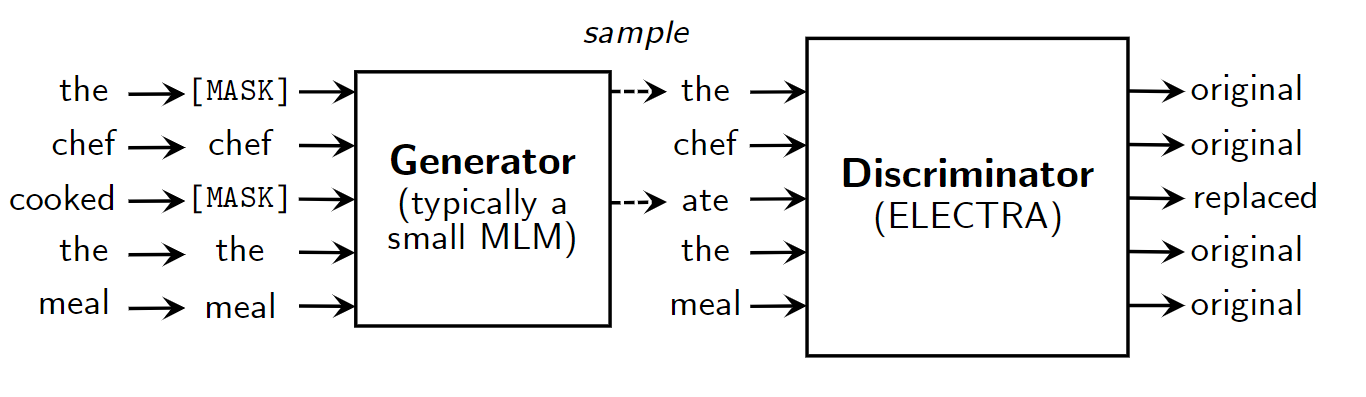 sample
the [MASK] the original
chef chef chef original
cooked [MASK] ate replaced
the the the original
meal meal meal original
Generator
(typically a
small MLM)
Discriminator
(ELECTRA)